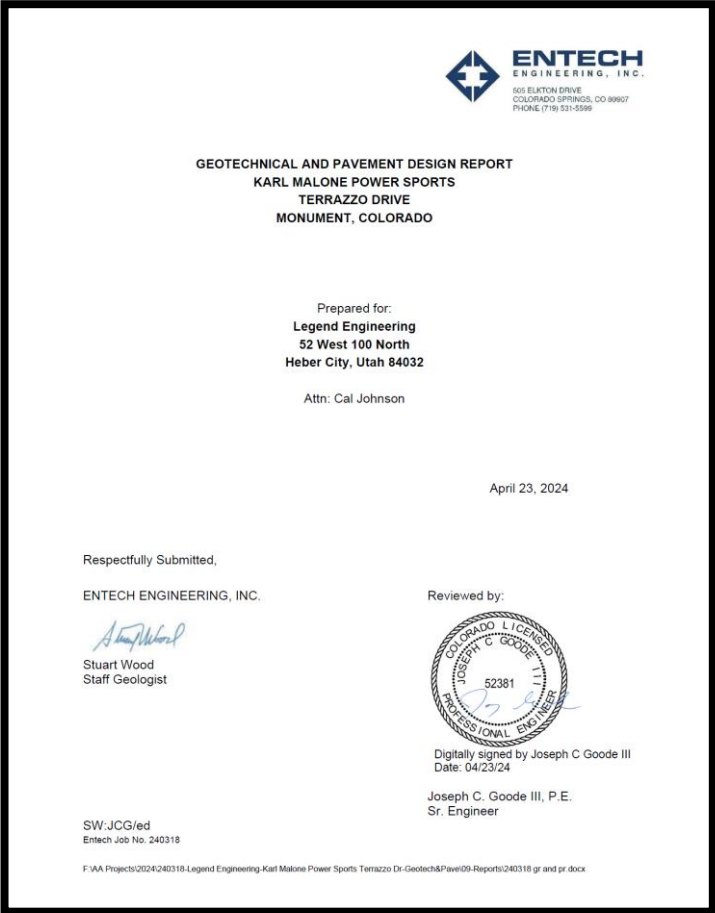 ENTECH
ENGINEERING, INC.
505 ELKTON DRIVE
COLORADO SPRINGS, CO 80907
PHONE (719) 531-5599
GEOTECHNICAL AND PAVEMENT DESIGN REPORT
KARL MALONE POWER SPORTS
TERRAZZO DRIVE
MONUMENT, COLORADO
Prepared for:
Legend Engineering
52 West 100 North
Heber City, Utah 84032
Attn: Cal Johnson
April 23, 2024
Respectfully Submitted,
ENTECH ENGINEERING, INC.
Stuart Wood
Stuart Wood
Staff Geologist
Reviewed by:
COLORADO LICENSED
JOSEPH C GOODE III
52381
PROFESSIONAL ENGINEER
Digitally signed by Joseph C Goode III
Date: 04/23/24
Joseph C. Goode III, P.E.
Sr. Engineer
SW:JCG/ed
Entech Job No. 240318
F:\AA Projects\2024\240318-Legend Engineering-Karl Malone Power Sports Terrazzo Dr-Geotech&Pave\09-Reports\240318 gr and pr.docx